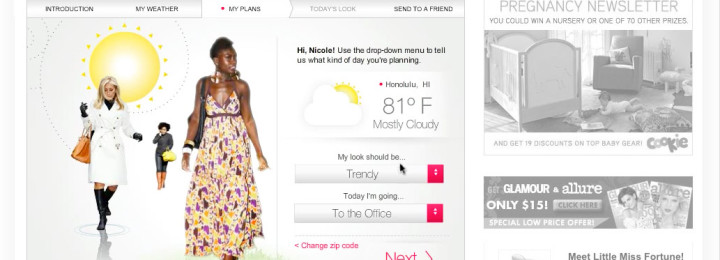 INTRODUCTION
MY WEATHER
MY PLANS
TODAY'S LOOK
SEND TO A FRIEND
Hi, Nicole! Use the drop-down menu to tell
us what kind of day you're planning.
Honolulu, HI
81° F
Mostly Cloudy
My look should be...
Trendy
Today I'm going...
To the Office
< Change zip code
Next
PREGNANCY NEWSLETTER
YOU COULD WIN A NURSERY OR ONE OF 70 OTHER PRIZES.
AND GET 19 DISCOUNTS ON TOP BABY GEAR!
cookie
GET GLAMOUR & allure
ONLY $15! CLICK HERE!
SPECIAL LOW PRICE OFFER!
Meet Little Miss Fortune!